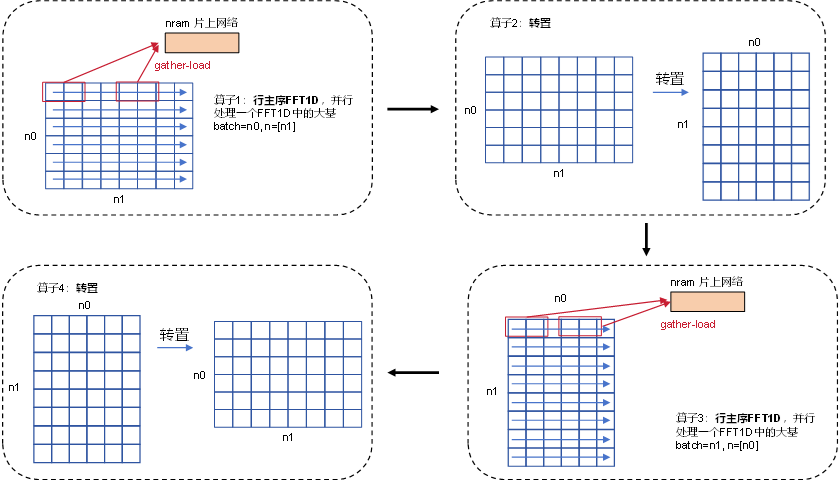 nram 片上网络
gather-load
n0
n1
算子1：行主序FFT1D，并行
处理一个FFT1D中的大基
batch=n0, n=[n1]
算子2：转置
n0
n1
转置
n0
n1
算子4：转置
n0
n1
转置
n0
n1
n0
nram 片上网络
gather-load
n1
算子3：行主序FFT1D，并行
处理一个FFT1D中的大基
batch=n1, n=[n0]